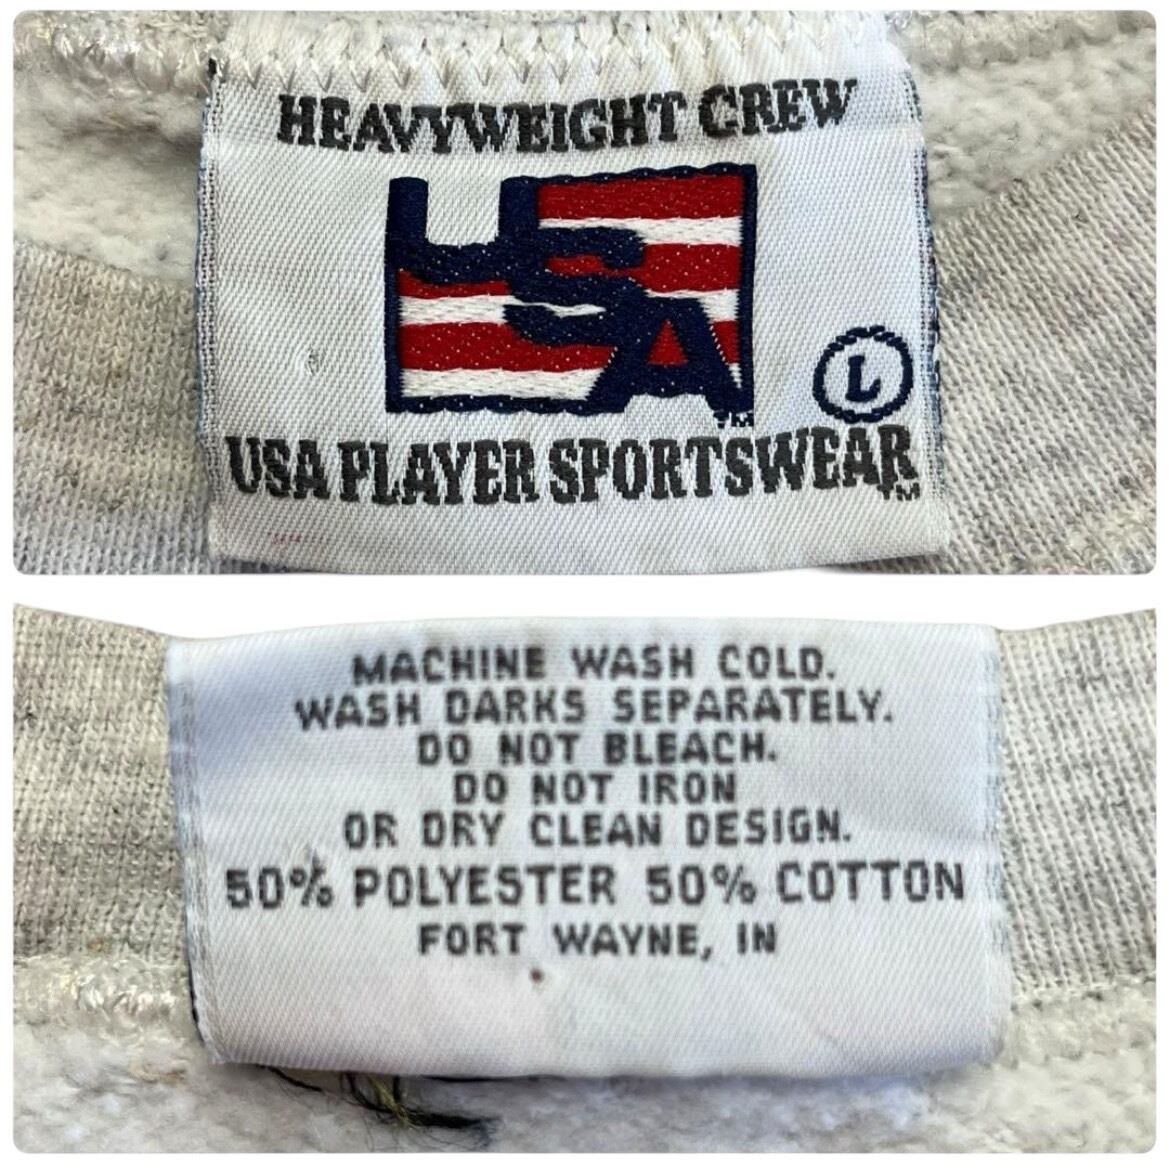 HEAVYWEIGHT CREW
USA
TM
L
USA PLAYER SPORTSWEAR
TM
MACHINE WASH COLD.
WASH DARKS SEPARATELY.
DO NOT BLEACH.
DO NOT IRON
OR DRY CLEAN DESIGN.
50% POLYESTER 50% COTTON
FORT WAYNE, IN